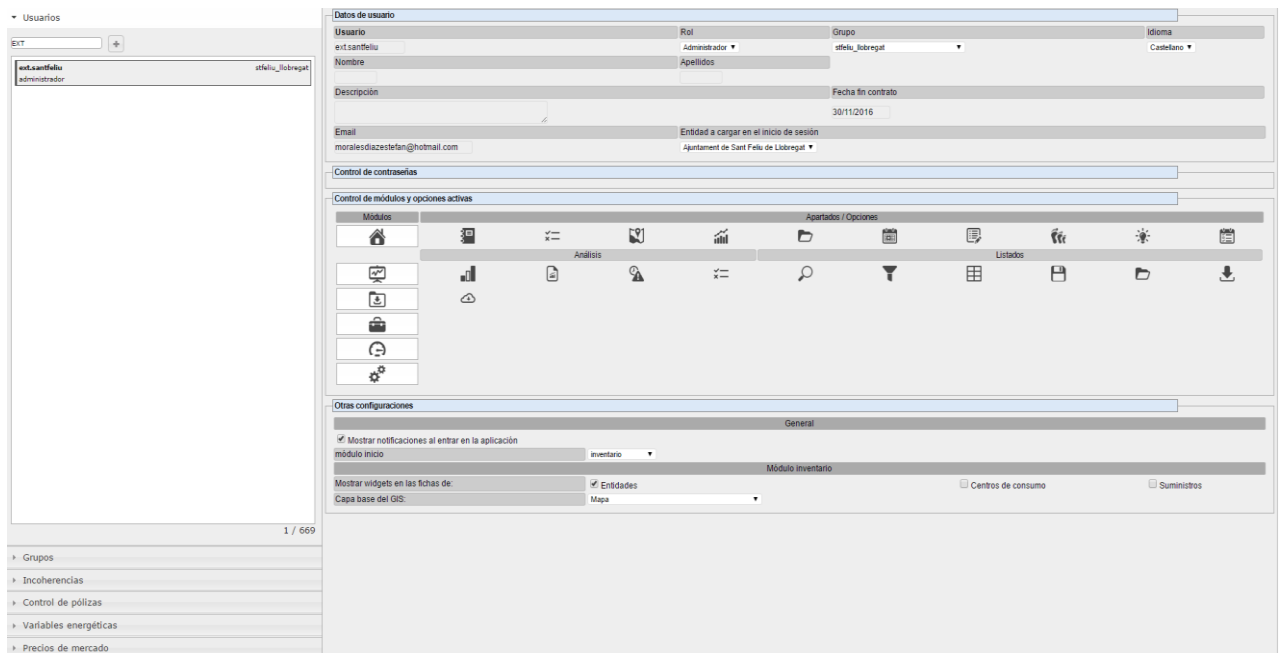 Usuarios
EXT
+
ext.santfeliu stfeliu_llobregat
administrador
1 / 669
Grupos
Incoherencias
Control de pólizas
Variables energéticas
Precios de mercado
Datos de usuario
Usuario Rol Grupo Idioma
ext.santfeliu Administrador stfeliu_llobregat Castellano
Nombre Apellidos
Descripción Fecha fin contrato
30/11/2016
Email Entidad a cargar en el inicio de sesión
moralesdiazestefan@hotmail.com Ajuntament de Sant Feliu de Llobregat
Control de contraseñas
Control de módulos y opciones activas
Módulos Apartados / Opciones
Análisis Listados
Otras configuraciones
General
Mostrar notificaciones al entrar en la aplicación
módulo inicio inventario
Módulo inventario
Mostrar widgets en las fichas de: Entidades Centros de consumo Suministros
Capa base del GIS: Mapa